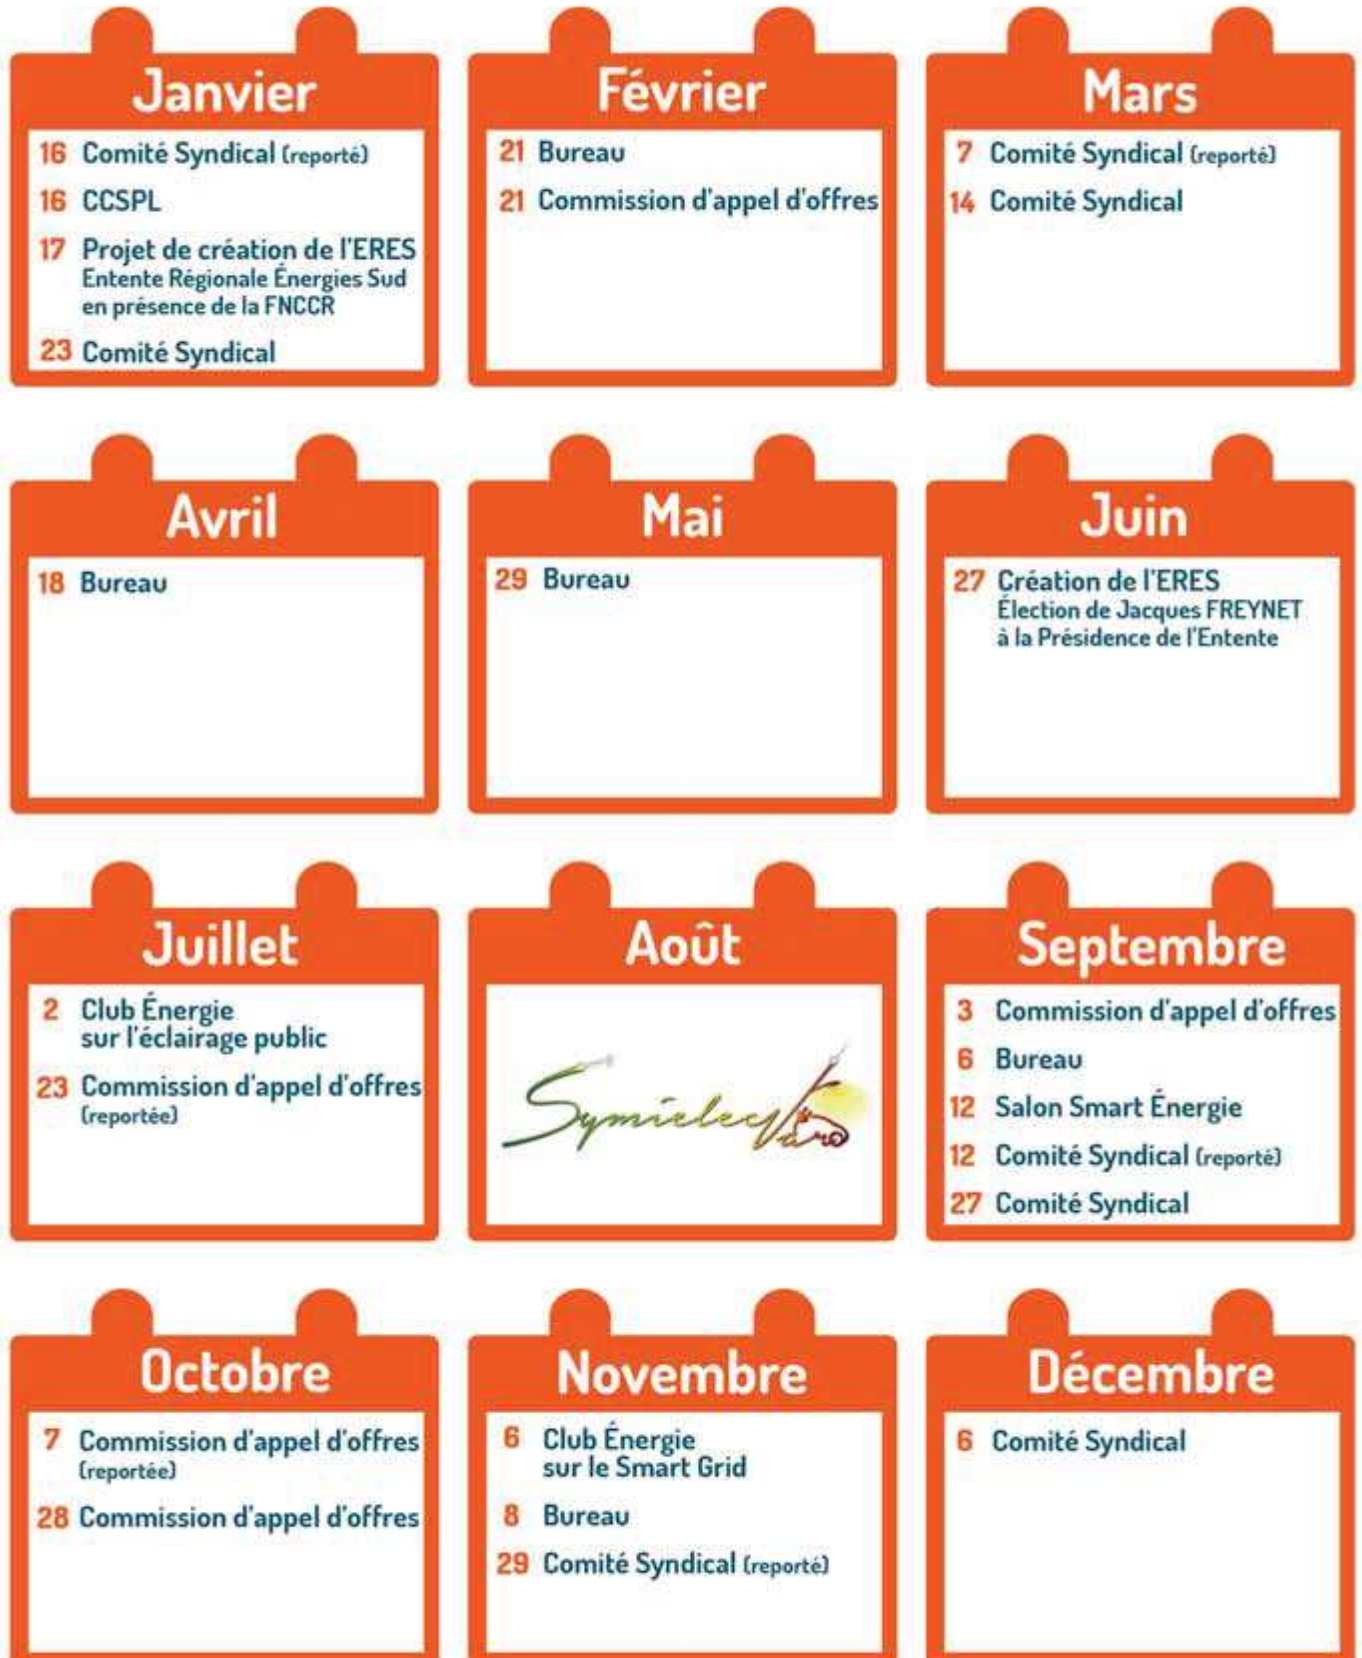 Janvier
16 Comité Syndical (reporté)
16 CCSPL
17 Projet de création de l'ERES
Entente Régionale Énergies Sud
en présence de la FNCCR
23 Comité Syndical
Février
21 Bureau
21 Commission d'appel d'offres
Mars
7 Comité Syndical (reporté)
14 Comité Syndical
Avril
18 Bureau
Mai
29 Bureau
Juin
27 Création de l'ERES
Élection de Jacques FREYNET
à la Présidence de l'Entente
Juillet
2 Club Énergie
sur l'éclairage public
23 Commission d'appel d'offres
(reportée)
Août
SymielecVar
Septembre
3 Commission d'appel d'offres
6 Bureau
12 Salon Smart Énergie
12 Comité Syndical (reporté)
27 Comité Syndical
Octobre
7 Commission d'appel d'offres
(reportée)
28 Commission d'appel d'offres
Novembre
6 Club Énergie
sur le Smart Grid
8 Bureau
29 Comité Syndical (reporté)
Décembre
6 Comité Syndical